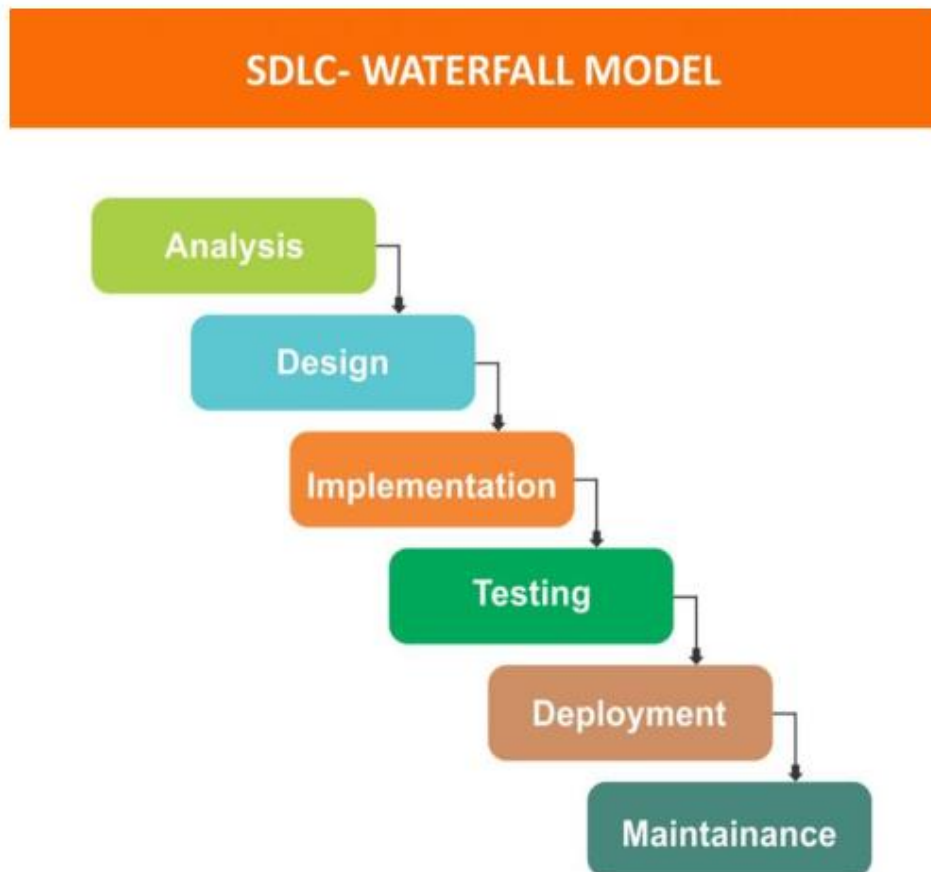 SDLC- WATERFALL MODEL
Analysis
Design
Implementation
Testing
Deployment
Maintainance